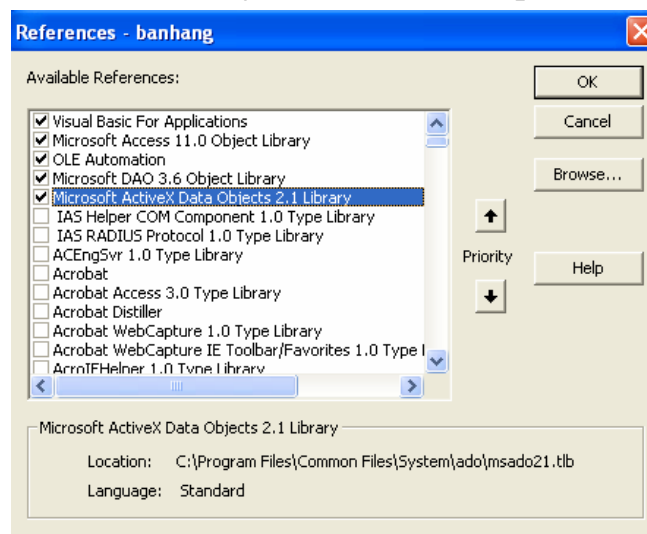 References - banhang
Available References:
Visual Basic For Applications
Microsoft Access 11.0 Object Library
OLE Automation
Microsoft DAO 3.6 Object Library
Microsoft ActiveX Data Objects 2.1 Library
IAS Helper COM Component 1.0 Type Library
IAS RADIUS Protocol 1.0 Type Library
ACEngSvr 1.0 Type Library
Acrobat
Acrobat Access 3.0 Type Library
Acrobat Distiller
Acrobat WebCapture 1.0 Type Library
Acrobat WebCapture IE Toolbar/Favorites 1.0 Type
AcroIEHelper 1.0 Type Library
OK
Cancel
Browse...
Priority
Help
Microsoft ActiveX Data Objects 2.1 Library
Location: C:\Program Files\Common Files\System\ado\msado21.tlb
Language: Standard